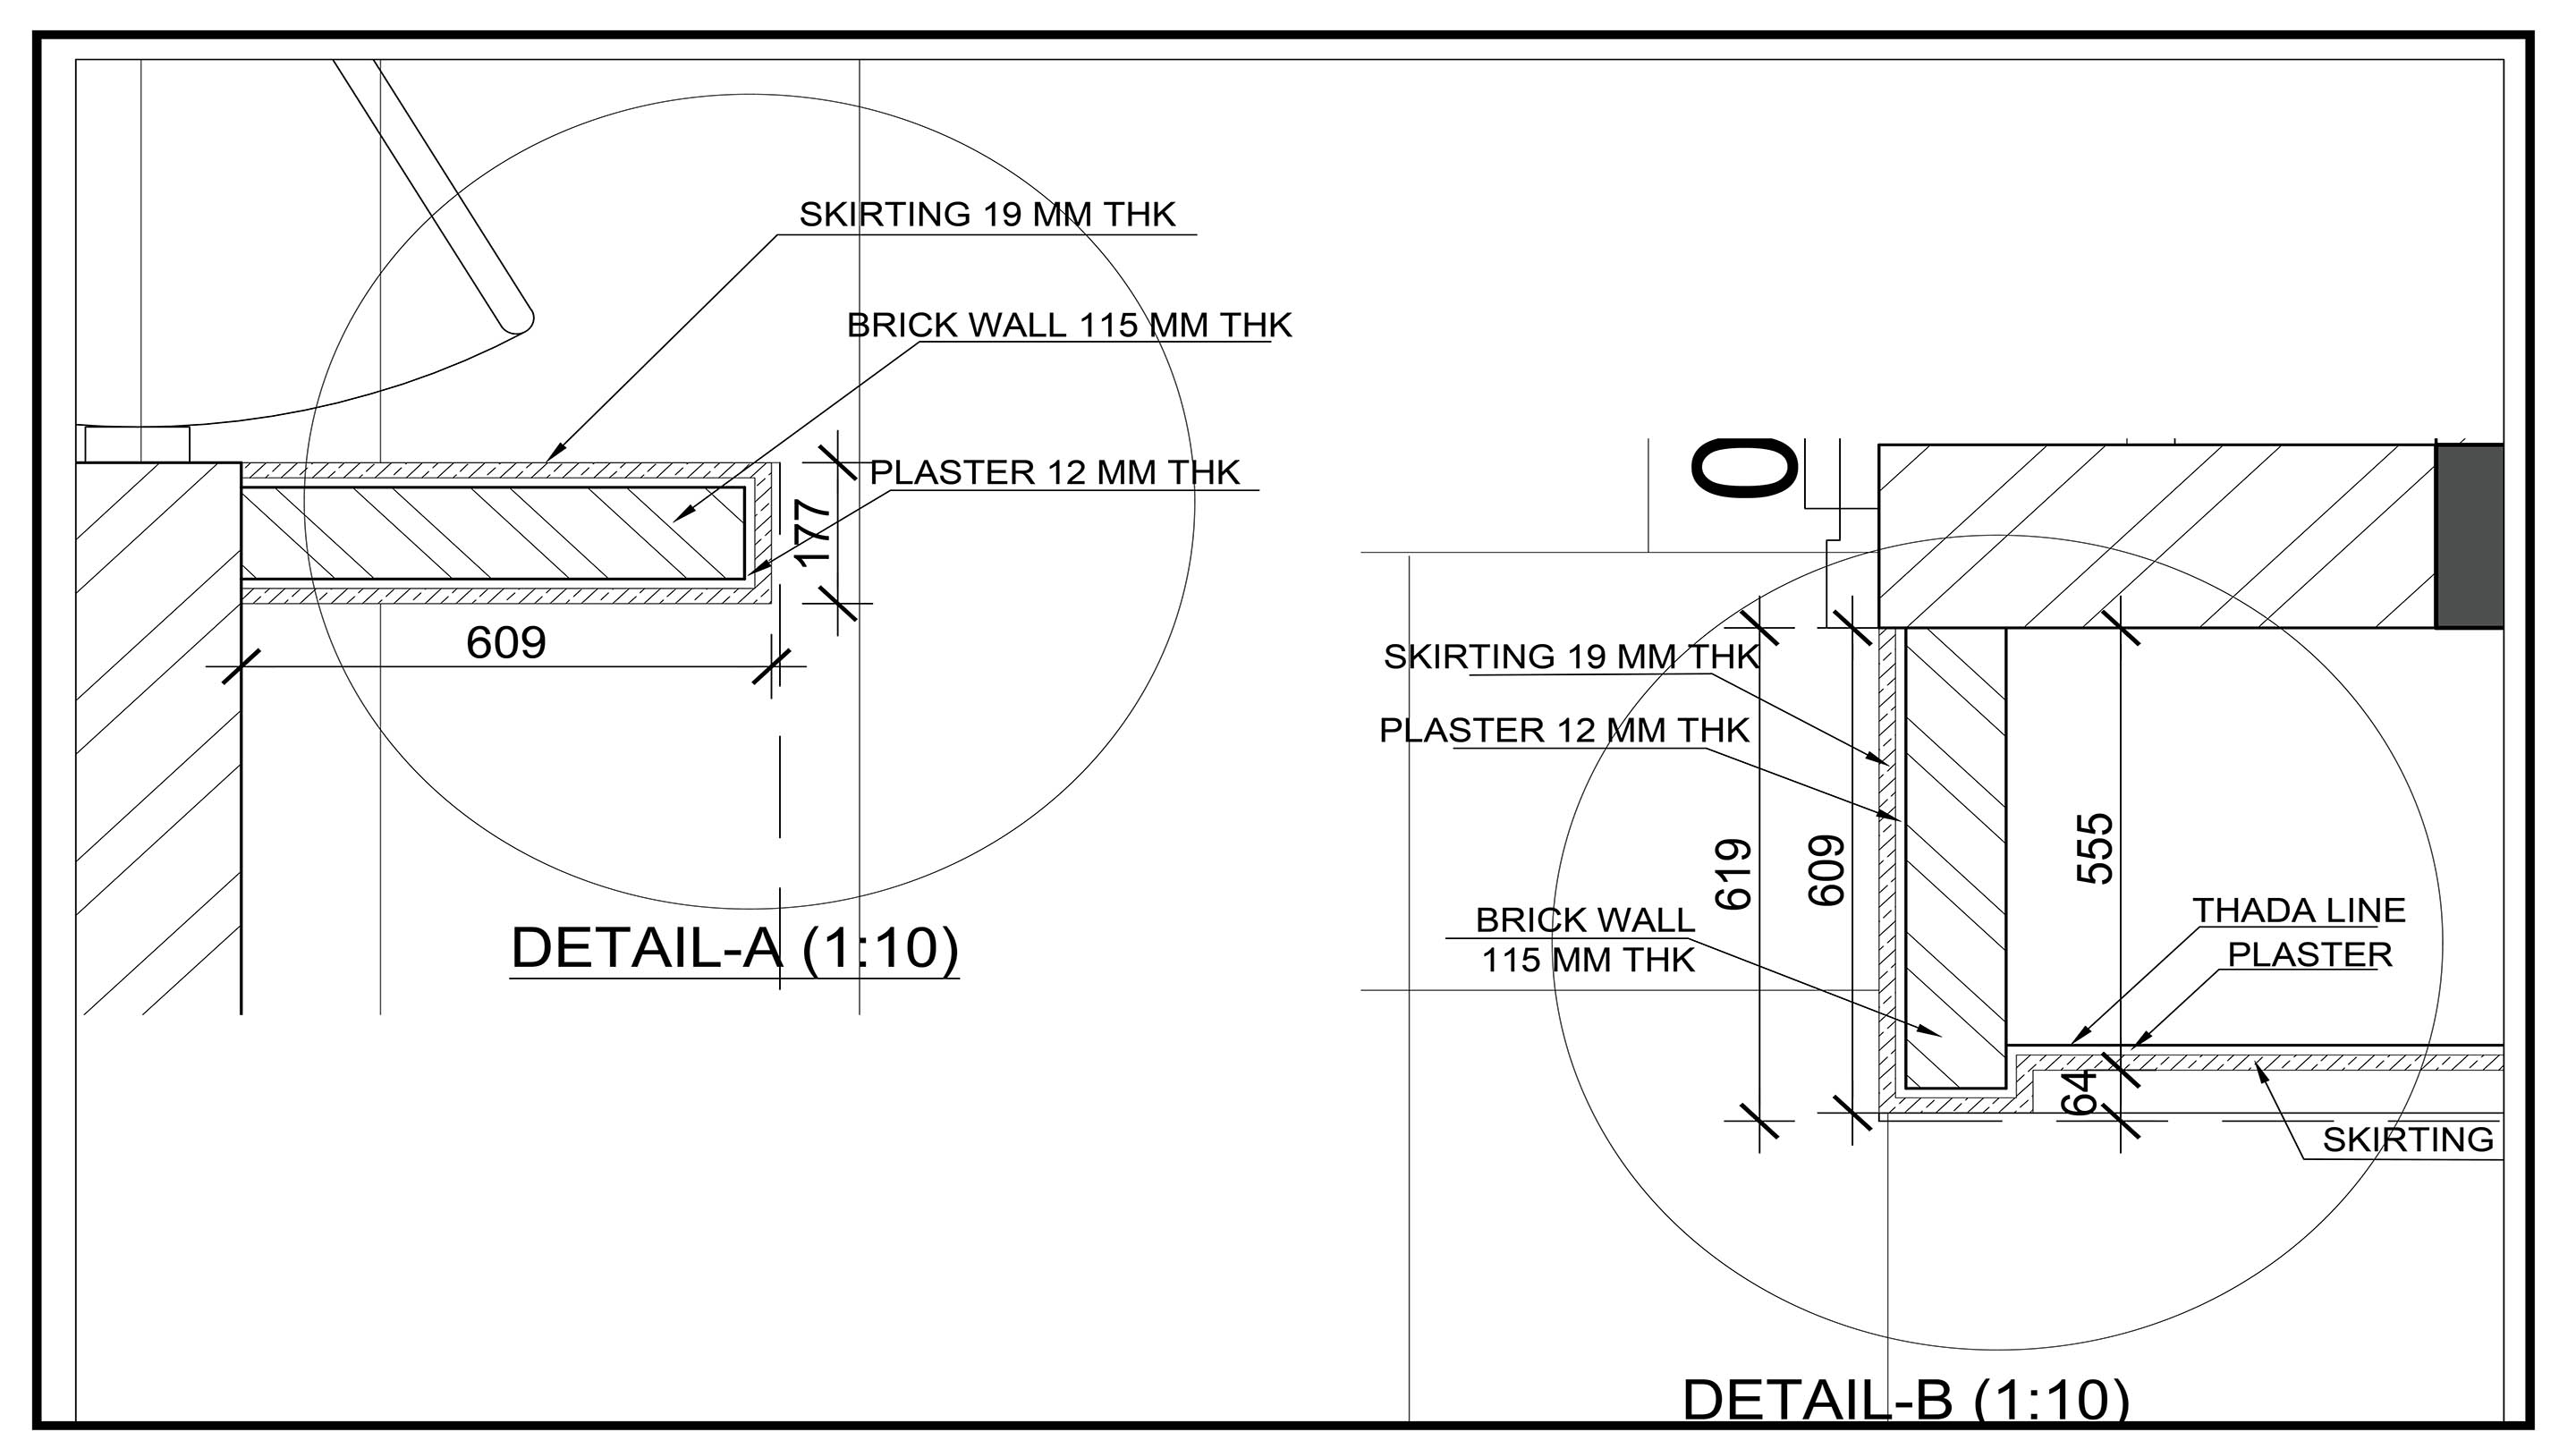 SKIRTING 19 MM THK
BRICK WALL 115 MM THK
PLASTER 12 MM THK
177
609
DETAIL-A (1:10)
0
SKIRTING 19 MM THK
PLASTER 12 MM THK
619
609
555
BRICK WALL
115 MM THK
THADA LINE
PLASTER
64
SKIRTING
DETAIL-B (1:10)